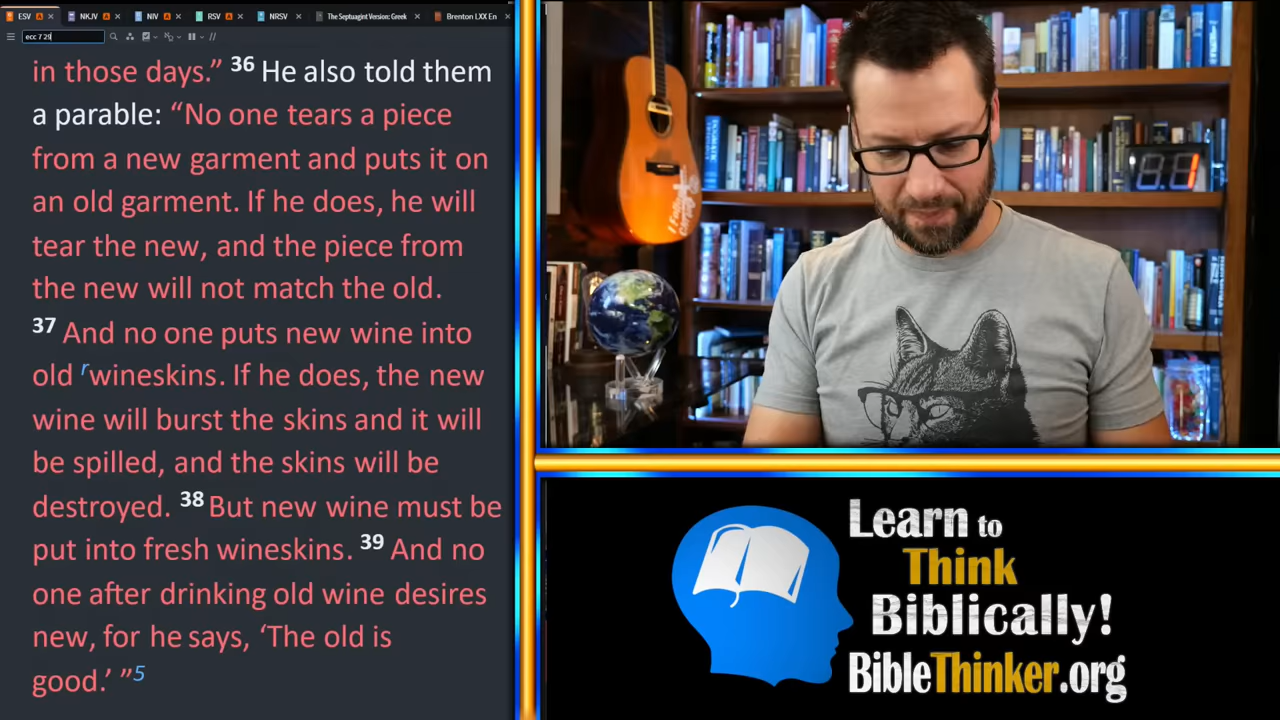 ESV A NKJV A NIV A RSV A NRSV The Septuagint Version: Greek Brenton LXX En
ecc 7 29
in those days.” 36 He also told them
a parable: “No one tears a piece
from a new garment and puts it on
an old garment. If he does, he will
tear the new, and the piece from
the new will not match the old.
37 And no one puts new wine into
old r wineskins. If he does, the new
wine will burst the skins and it will
be spilled, and the skins will be
destroyed. 38 But new wine must be
put into fresh wineskins. 39 And no
one after drinking old wine desires
new, for he says, ‘The old is
good.’ ” 5
Learn to
Think
Biblically!
BibleThinker.org